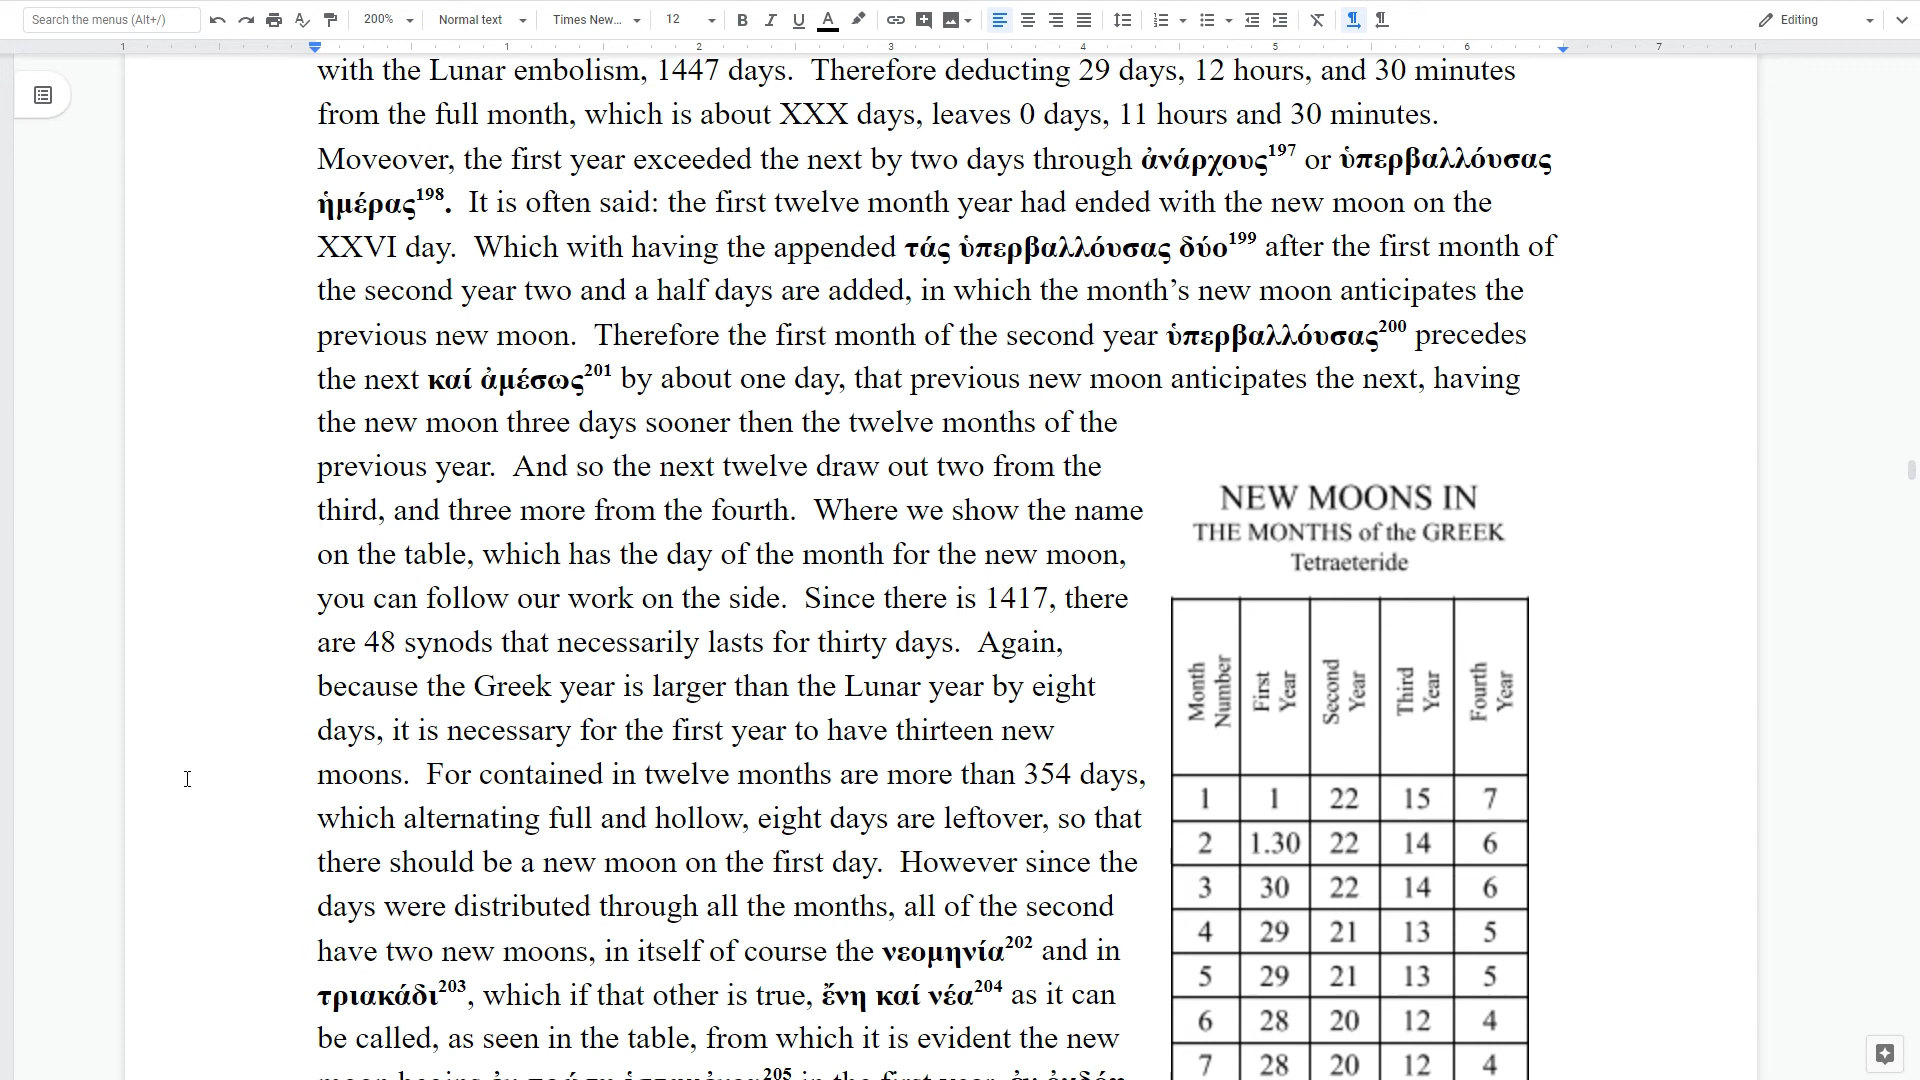 Search the menus (Alt+/)
200%
Normal text
Times New...
12
Editing
1 1 2 3 4 5 6 7
with the Lunar embolism, 1447 days.  Therefore deducting 29 days, 12 hours, and 30 minutes
from the full month, which is about XXX days, leaves 0 days, 11 hours and 30 minutes.
Moveover, the first year exceeded the next by two days through ἀνάρχους197 or ὑπερβαλλόυσας
ἡμέρας198.  It is often said: the first twelve month year had ended with the new moon on the
XXVI day.  Which with having the appended τάς ὑπερβαλλόυσας δύο199 after the first month of
the second year two and a half days are added, in which the month’s new moon anticipates the
previous new moon.  Therefore the first month of the second year ὑπερβαλλόυσας200 precedes
the next καί ἀμέσως201 by about one day, that previous new moon anticipates the next, having
the new moon three days sooner then the twelve months of the
previous year.  And so the next twelve draw out two from the
third, and three more from the fourth.  Where we show the name
on the table, which has the day of the month for the new moon,
you can follow our work on the side.  Since there is 1417, there
are 48 synods that necessarily lasts for thirty days.  Again,
because the Greek year is larger than the Lunar year by eight
days, it is necessary for the first year to have thirteen new
moons.  For contained in twelve months are more than 354 days,
which alternating full and hollow, eight days are leftover, so that
there should be a new moon on the first day.  However since the
days were distributed through all the months, all of the second
have two new moons, in itself of course the νεομηνία202 and in
τριακάδι203, which if that other is true, ἔνη καί νέα204 as it can
be called, as seen in the table, from which it is evident the new
205 in the first year
NEW MOONS IN
THE MONTHS of the GREEK
Tetraeteride
Month Number First Year Second Year Third Year Fourth Year
1 1 22 15 7
2 1.30 22 14 6
3 30 22 14 6
4 29 21 13 5
5 29 21 13 5
6 28 20 12 4
7 28 20 12 4